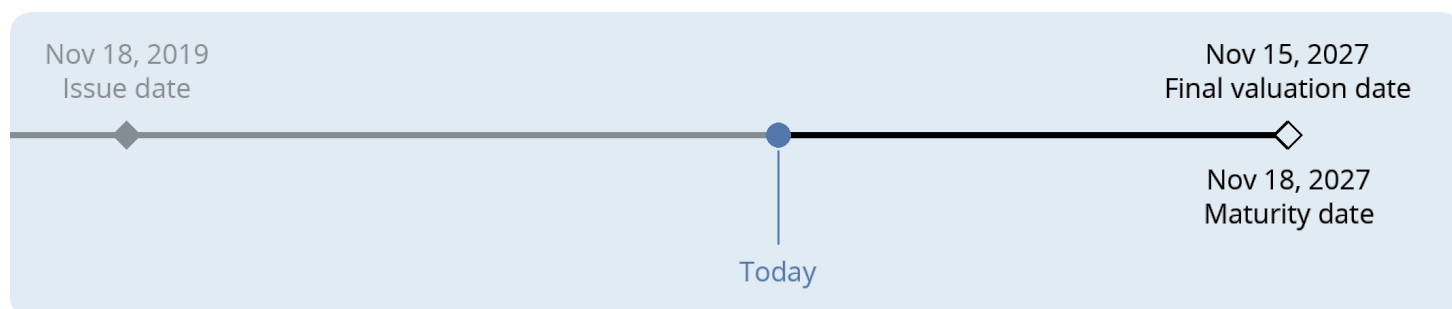 Nov 18, 2019
Issue date
Nov 15, 2027
Final valuation date
Nov 18, 2027
Maturity date
Today